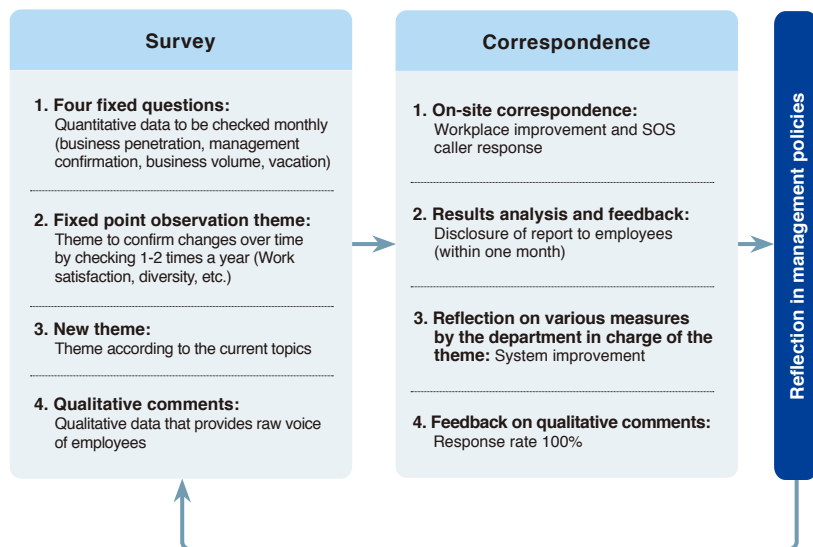 Survey
1. Four fixed questions:
Quantitative data to be checked monthly
(business penetration, management
confirmation, business volume, vacation)
2. Fixed point observation theme:
Theme to confirm changes over time
by checking 1-2 times a year (Work
satisfaction, diversity, etc.)
3. New theme:
Theme according to the current topics
4. Qualitative comments:
Qualitative data that provides raw voice
of employees
Correspondence
1. On-site correspondence:
Workplace improvement and SOS
caller response
2. Results analysis and feedback:
Disclosure of report to employees
(within one month)
3. Reflection on various measures
by the department in charge of the
theme: System improvement
4. Feedback on qualitative comments:
Response rate 100%
Reflection in management policies